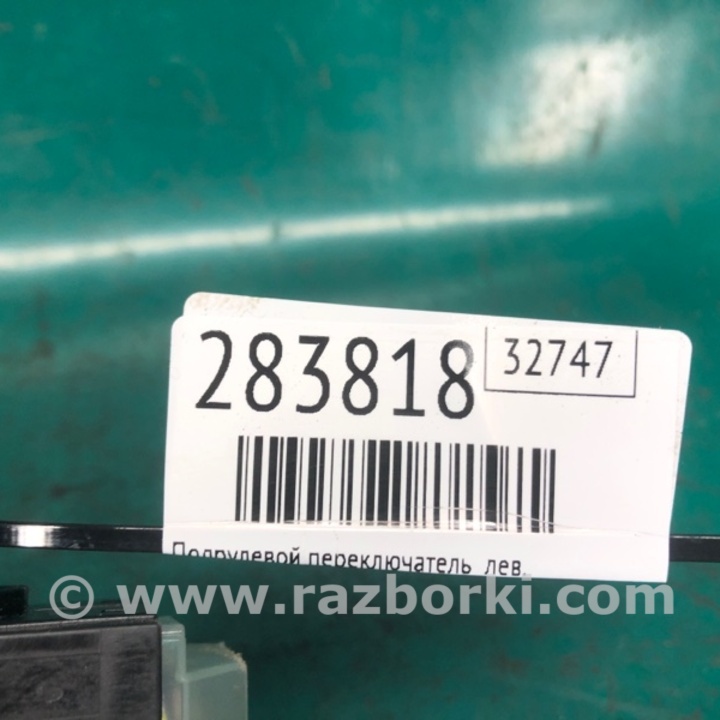 283818
32747
Подрулевой переключатель лев.
© www.razborki.com